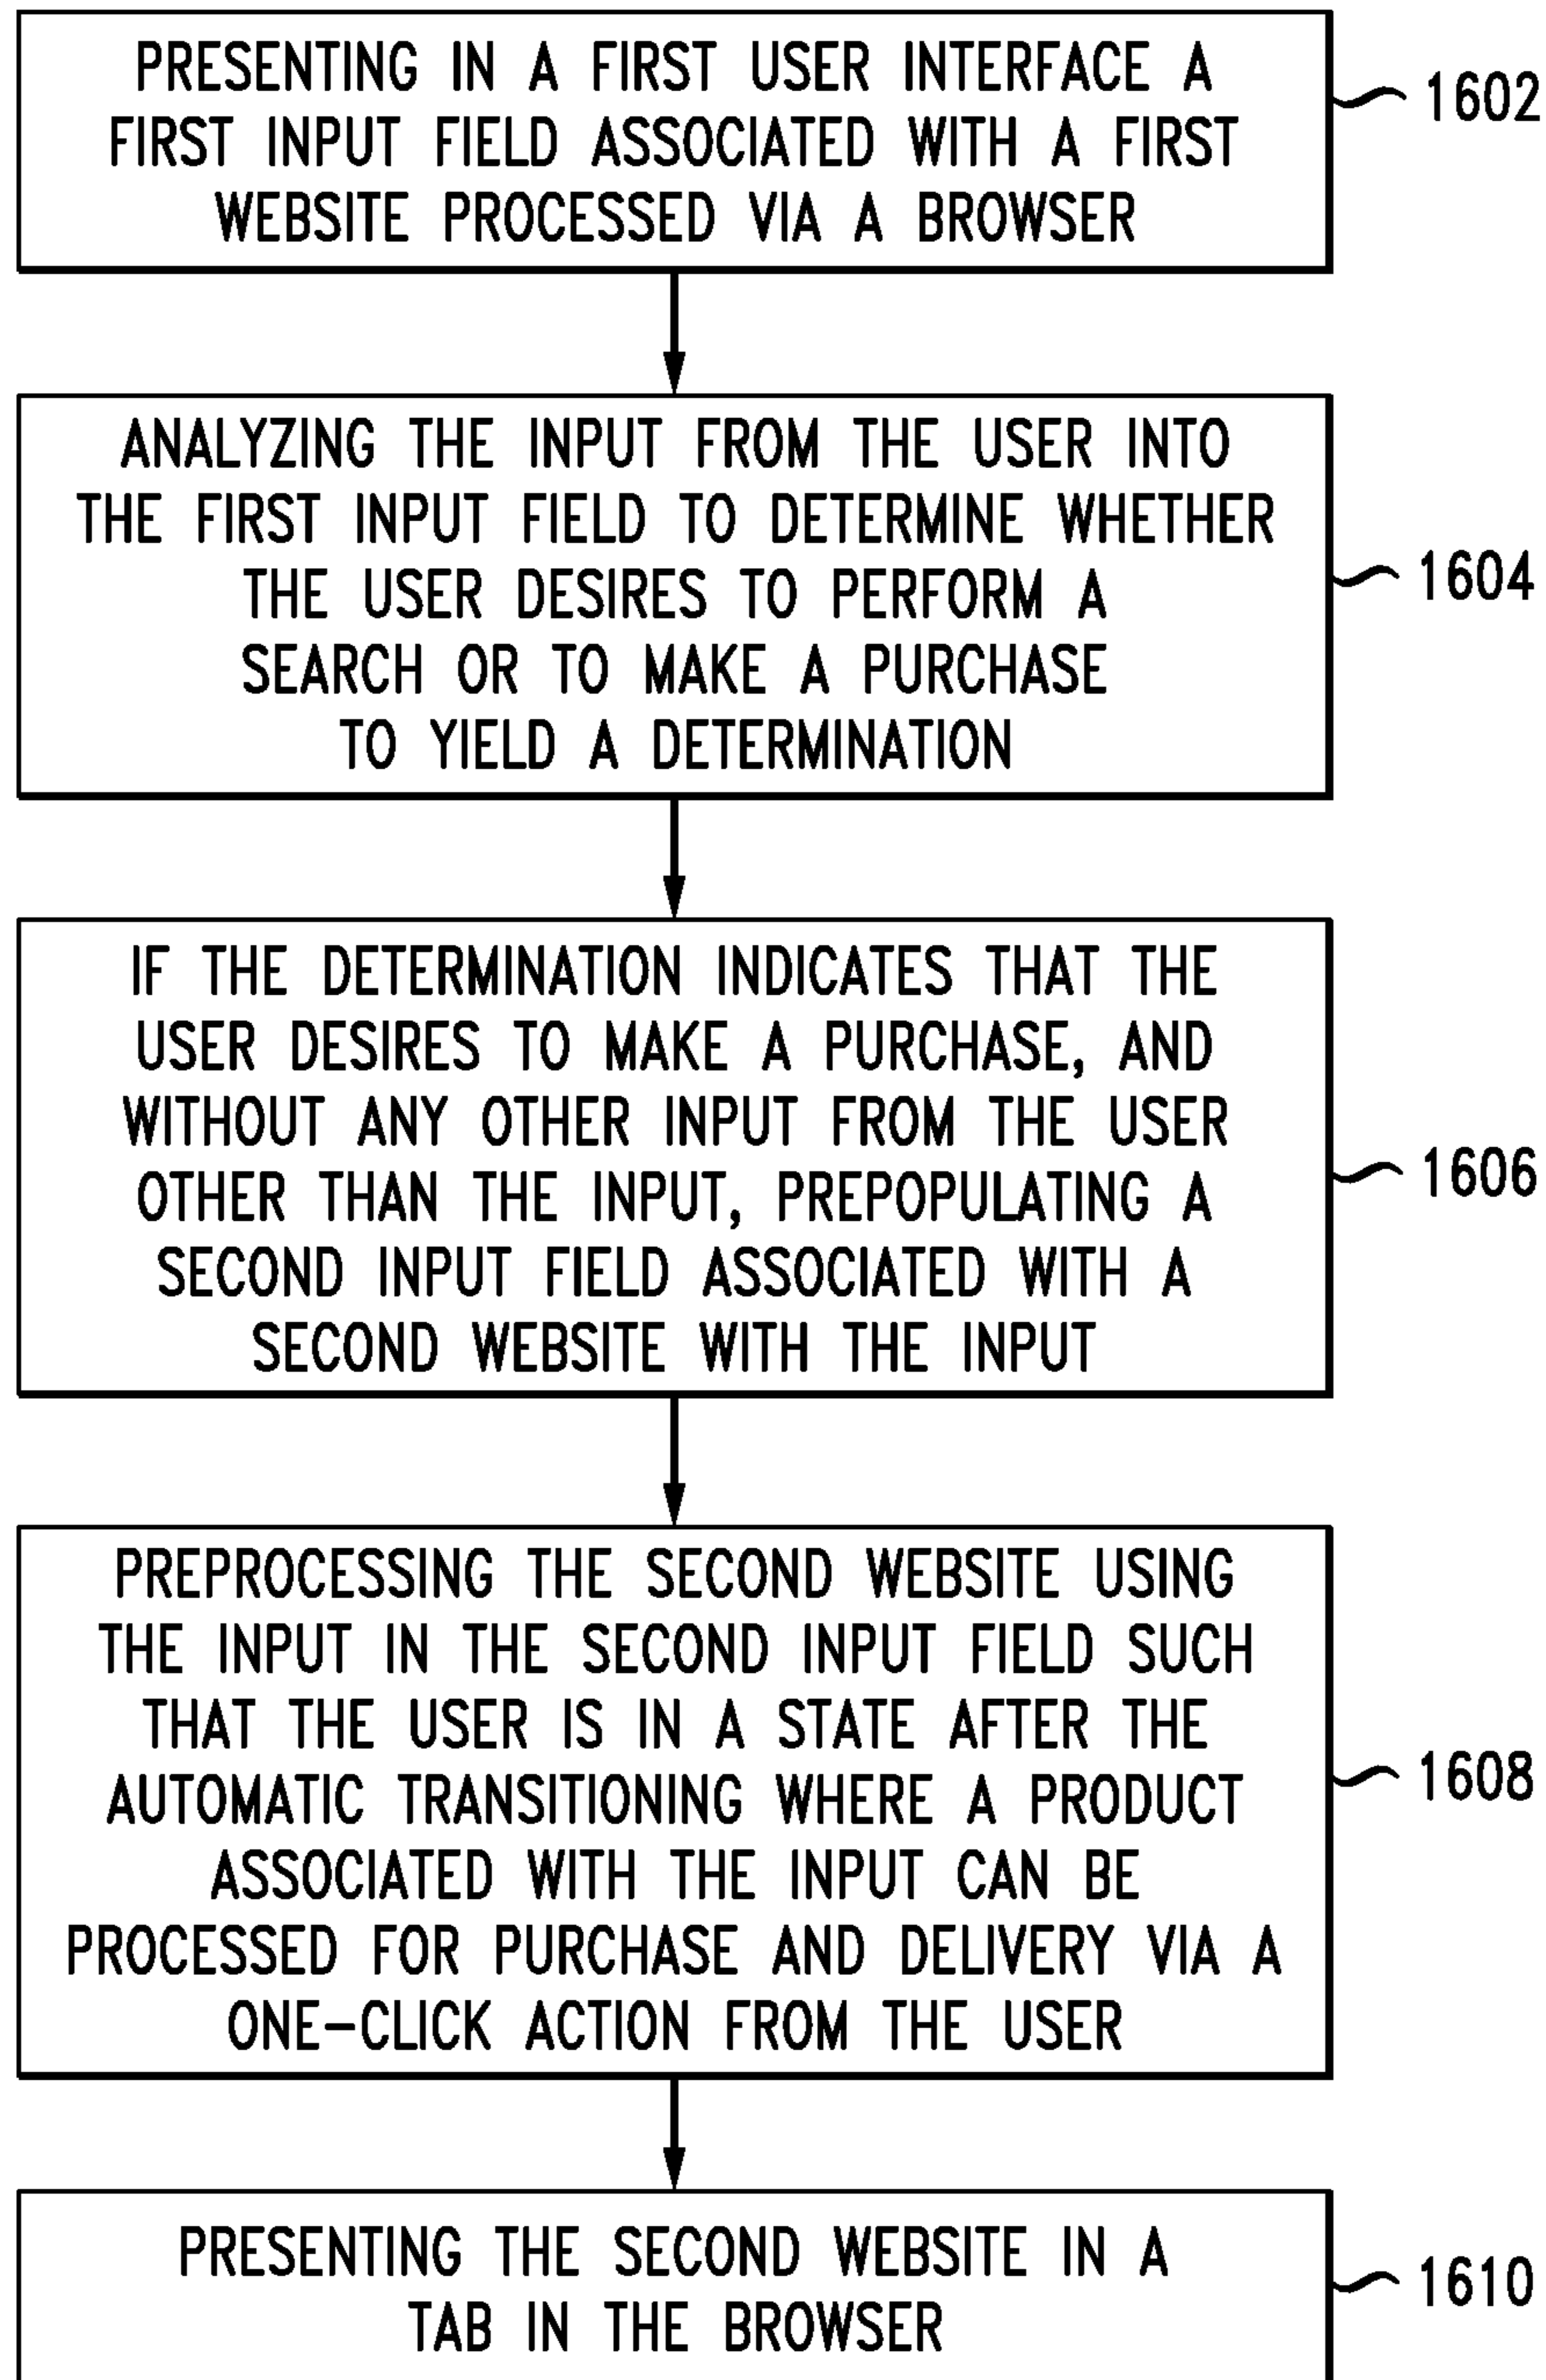 PRESENTING IN A FIRST USER INTERFACE A
FIRST INPUT FIELD ASSOCIATED WITH A FIRST
WEBSITE PROCESSED VIA A BROWSER
1602
ANALYZING THE INPUT FROM THE USER INTO
THE FIRST INPUT FIELD TO DETERMINE WHETHER
THE USER DESIRES TO PERFORM A
SEARCH OR TO MAKE A PURCHASE
TO YIELD A DETERMINATION
1604
IF THE DETERMINATION INDICATES THAT THE
USER DESIRES TO MAKE A PURCHASE, AND
WITHOUT ANY OTHER INPUT FROM THE USER
OTHER THAN THE INPUT, PREPOPULATING A
SECOND INPUT FIELD ASSOCIATED WITH A
SECOND WEBSITE WITH THE INPUT
1606
PREPROCESSING THE SECOND WEBSITE USING
THE INPUT IN THE SECOND INPUT FIELD SUCH
THAT THE USER IS IN A STATE AFTER THE
AUTOMATIC TRANSITIONING WHERE A PRODUCT
ASSOCIATED WITH THE INPUT CAN BE
PROCESSED FOR PURCHASE AND DELIVERY VIA A
ONE-CLICK ACTION FROM THE USER
1608
PRESENTING THE SECOND WEBSITE IN A
TAB IN THE BROWSER
1610